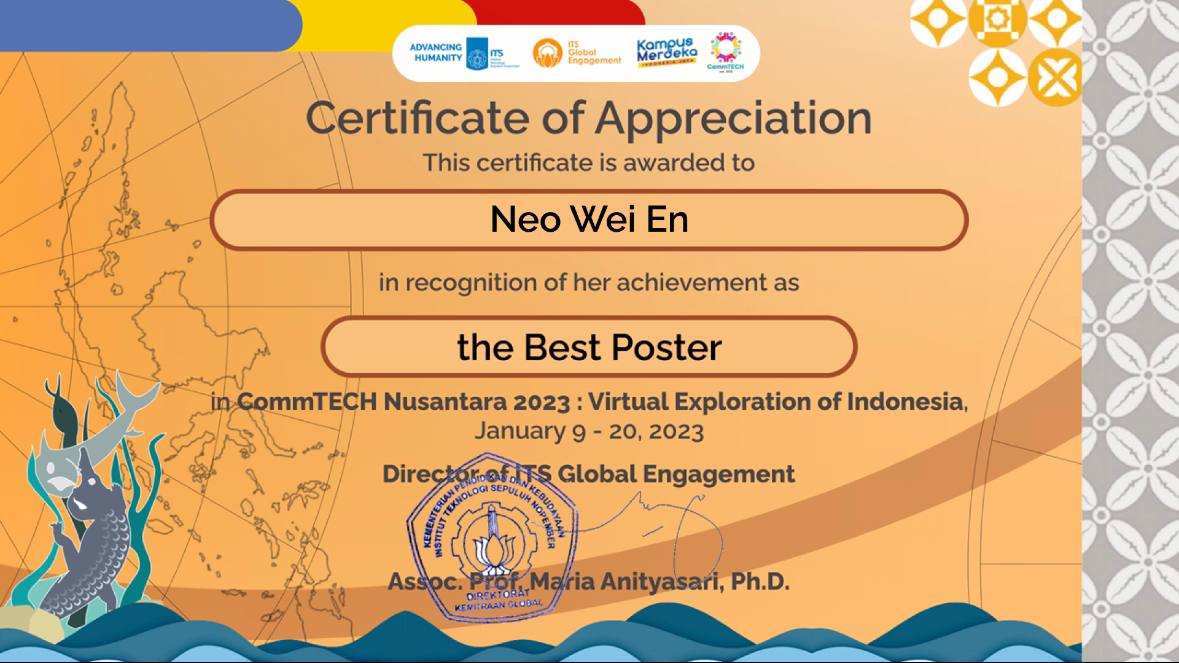 ADVANCING
HUMANITY
ITS
ITS
Global
Engagement
Kampus
Merdeka
INDONESIA JAYA
CommTECH
Certificate of Appreciation
This certificate is awarded to
Neo Wei En
in recognition of her achievement as
the Best Poster
in CommTECH Nusantara 2023 : Virtual Exploration of Indonesia,
January 9 - 20, 2023
Director of ITS Global Engagement
KEMENTERIAN PENDIDIKAN DAN KEBUDAYAAN
INSTITUT TEKNOLOGI SEPULUH NOPEMBER
Assoc. Prof. Maria Anityasari, Ph.D.
DIREKTORAT
KEMITRAAN GLOBAL